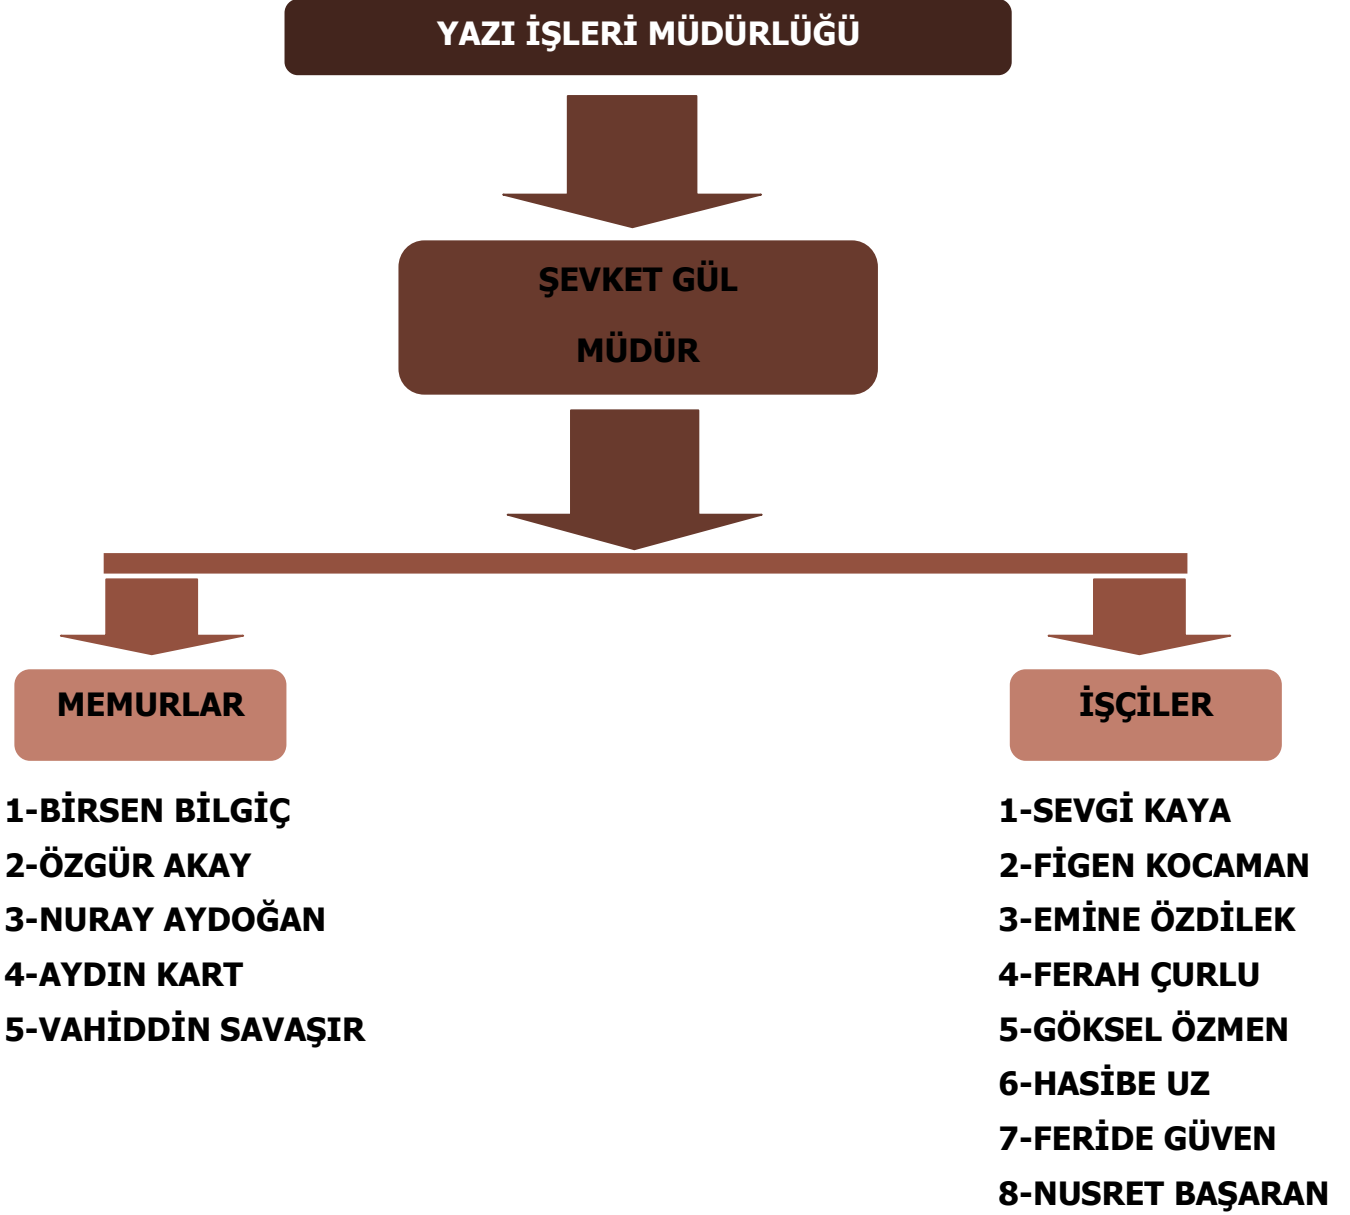 YAZI İŞLERİ MÜDÜRLÜĞÜ
ŞEVKET GÜL
MÜDÜR
MEMURLAR
1-BİRSEN BİLGİÇ
2-ÖZGÜR AKAY
3-NURAY AYDOĞAN
4-AYDIN KART
5-VAHİDDİN SAVAŞIR
İŞÇİLER
1-SEVGİ KAYA
2-FİGEN KOCAMAN
3-EMİNE ÖZDİLEK
4-FERAH ÇURLU
5-GÖKSEL ÖZMEN
6-HASİBE UZ
7-FERİDE GÜVEN
8-NUSRET BAŞARAN